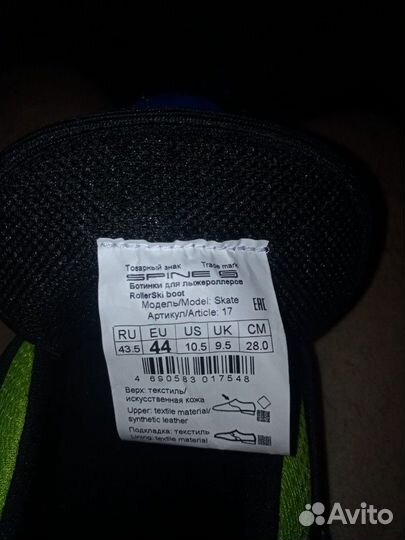 Товарный знак Trade mark
SPINE
Ботинки для лыжероллеров
RollerSki boot
Модель/Model: Skate
Артикул/Article: 17
EAC
RU EU US UK CM
43.5 44 10.5 9.5 28.0
4 690583 017548
Верх: текстиль/
искусственная кожа
Upper: textile material/
synthetic leather
Подкладка: текстиль
Lining: textile material
Avito